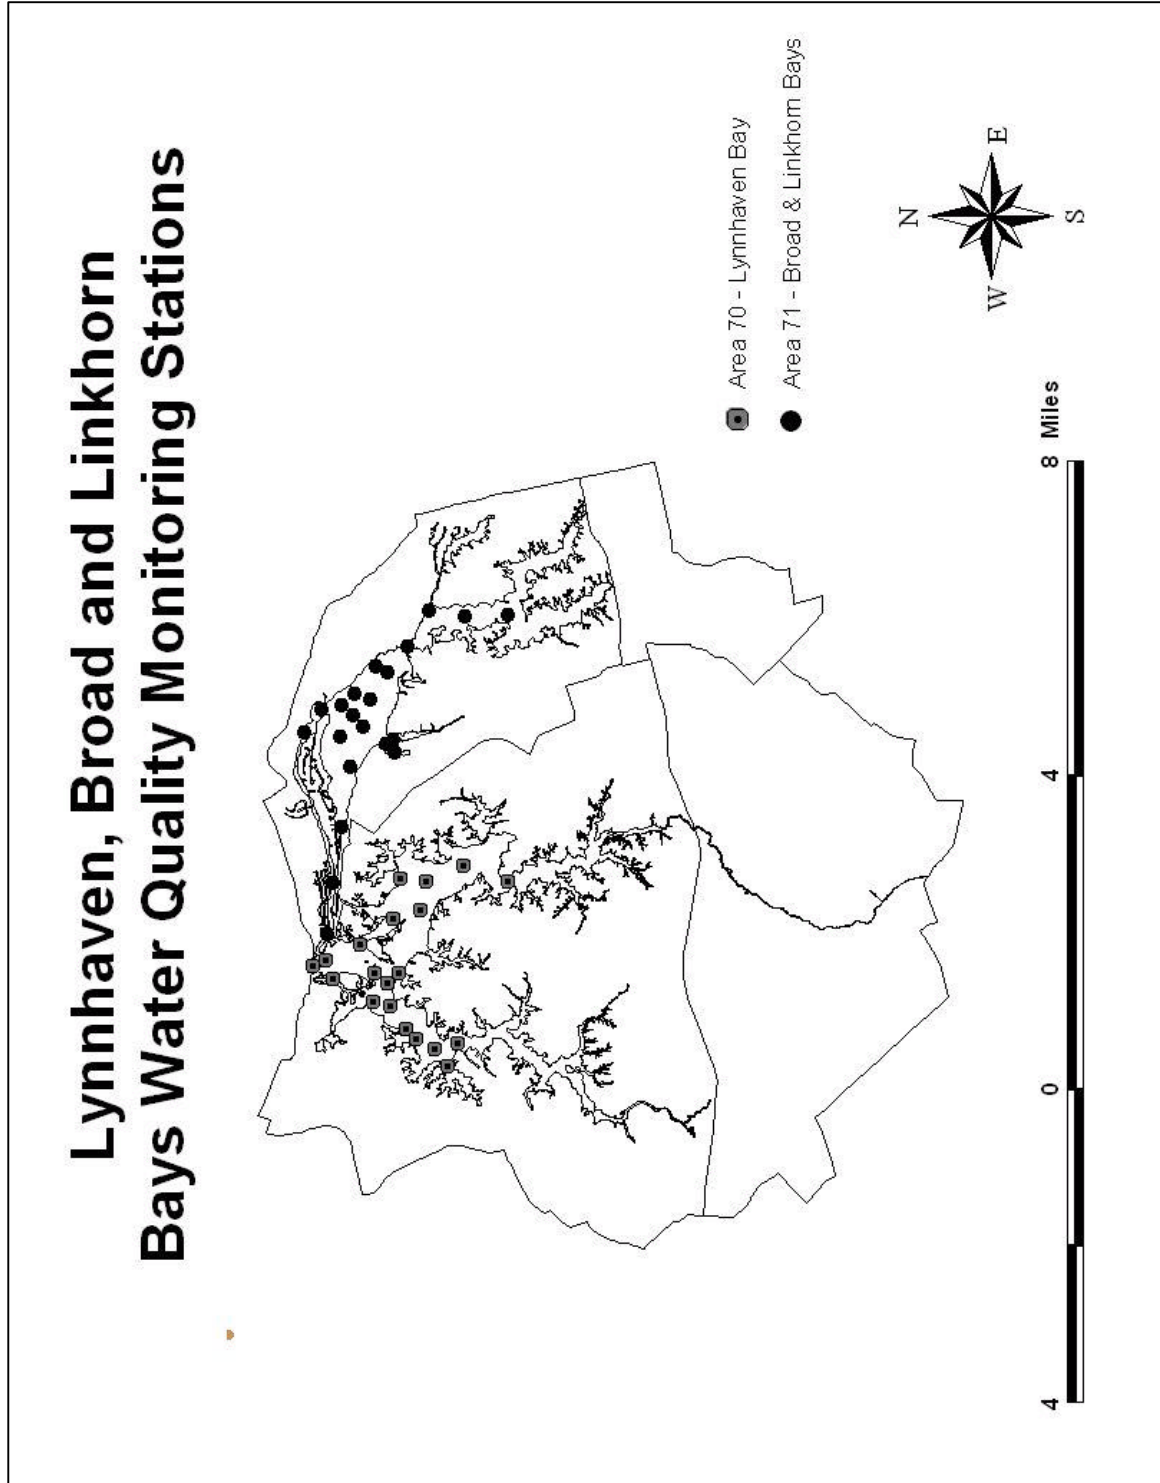 Lynnhaven, Broad and Linkhorn
Bays Water Quality Monitoring Stations
Area 70 - Lynnhaven Bay
Area 71 - Broad & Linkhorn Bays
N
W E
S
4 0 4 8 Miles